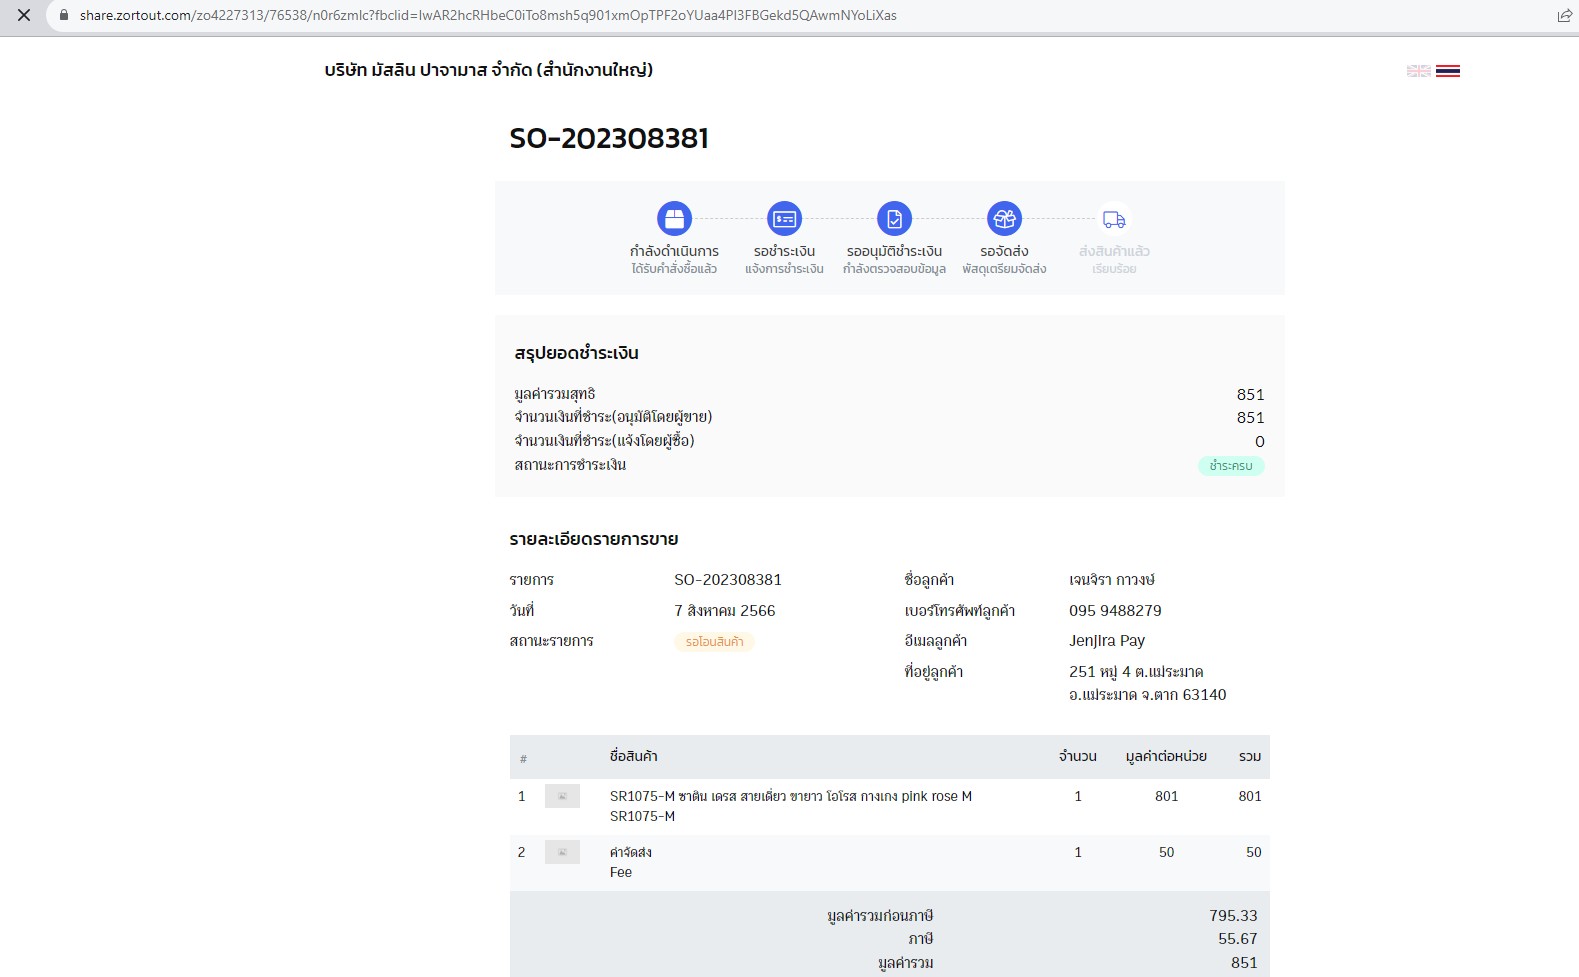 share.zortout.com/zo4227313/76538/n0r6zmlc?fbclid=IwAR2hcRHbeC0iTo8msh5q901xmOpTPF2oYUaa4PI3FBGekd5QAwmNYoLiXas
บริษัท มัสลิน ปาจามาส จำกัด (สำนักงานใหญ่)
SO-202308381
กำลังดำเนินการ รอชำระเงิน รออนุมัติชำระเงิน รอจัดส่ง ส่งสินค้าแล้ว
ได้รับคำสั่งซื้อแล้ว แจ้งการชำระเงิน กำลังตรวจสอบข้อมูล พัสดุเตรียมจัดส่ง เรียบร้อย
สรุปยอดชำระเงิน
มูลค่ารวมสุทธิ 851
จำนวนเงินที่ชำระ(อนุมัติโดยผู้ขาย) 851
จำนวนเงินที่ชำระ(แจ้งโดยผู้ซื้อ) 0
สถานะการชำระเงิน ชำระครบ
รายละเอียดรายการขาย
รายการ SO-202308381 ชื่อลูกค้า เจนจิรา กาวงษ์
วันที่ 7 สิงหาคม 2566 เบอร์โทรศัพท์ลูกค้า 095 9488279
สถานะรายการ รอโอนสินค้า อีเมลลูกค้า Jenjira Pay
ที่อยู่ลูกค้า 251 หมู่ 4 ต.แม่ระมาด
อ.แม่ระมาด จ.ตาก 63140
# ชื่อสินค้า จำนวน มูลค่าต่อหน่วย รวม
1 SR1075-M ซาติน เดรส สายเดี่ยว ขายาว โอโรส กางเกง pink rose M 1 801 801
SR1075-M
2 ค่าจัดส่ง 1 50 50
Fee
มูลค่ารวมก่อนภาษี 795.33
ภาษี 55.67
มูลค่ารวม 851